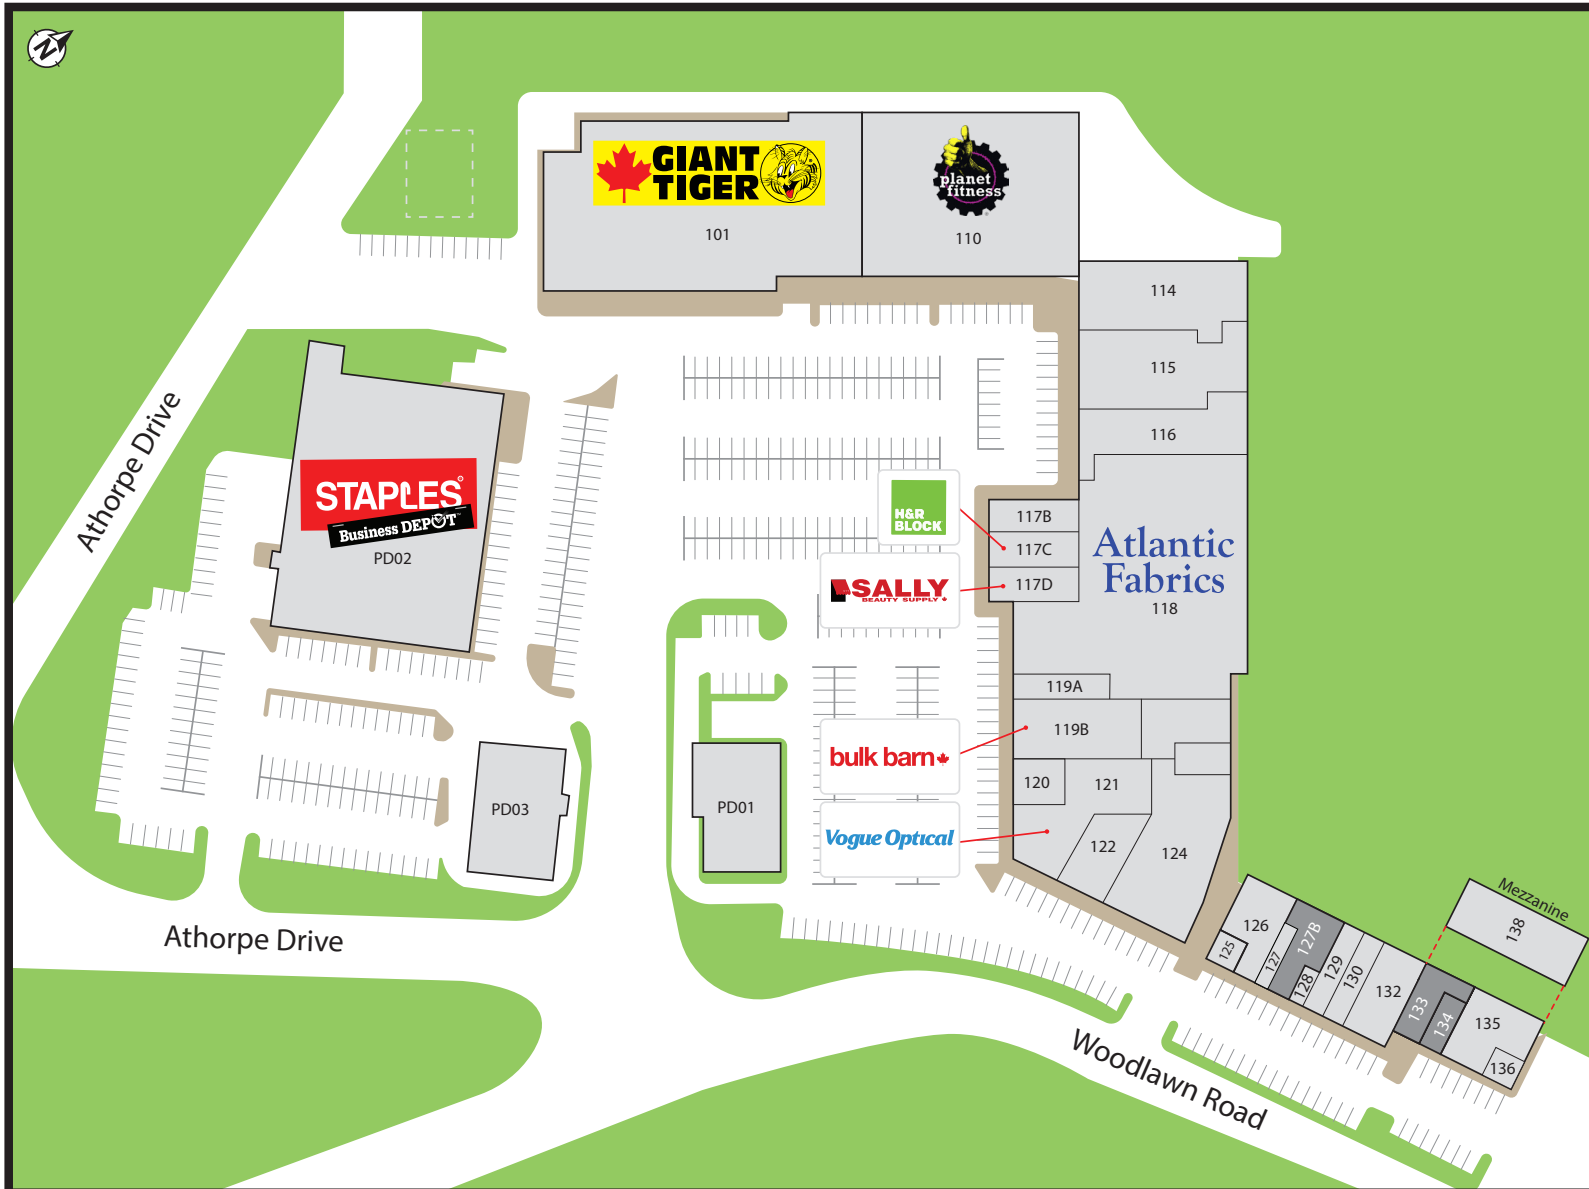 N
GIANT
TIGER
101
planet
fitness
110
114
115
116
Athorpe Drive
STAPLES
Business DEPOT
PD02
H&R
BLOCK
117B
117C
117D
SALLY
BEAUTY SUPPLY
Atlantic
Fabrics
118
119A
119B
bulk barn
120
121
Vogue Optical
122
124
PD03
PD01
Athorpe Drive
125
126
127
127B
128
129
130
132
133
134
135
136
Mezzanine
138
Woodlawn Road